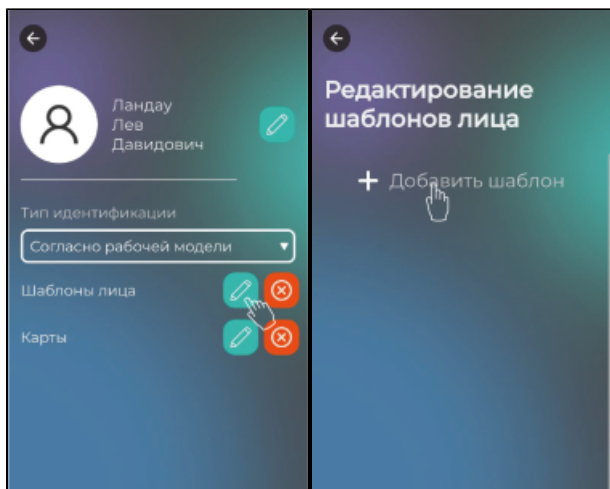 Ландау
Лев
Давидович
Тип идентификации
Согласно рабочей модели
Шаблоны лица
Карты
Редактирование
шаблонов лица
+ Добавить шаблон